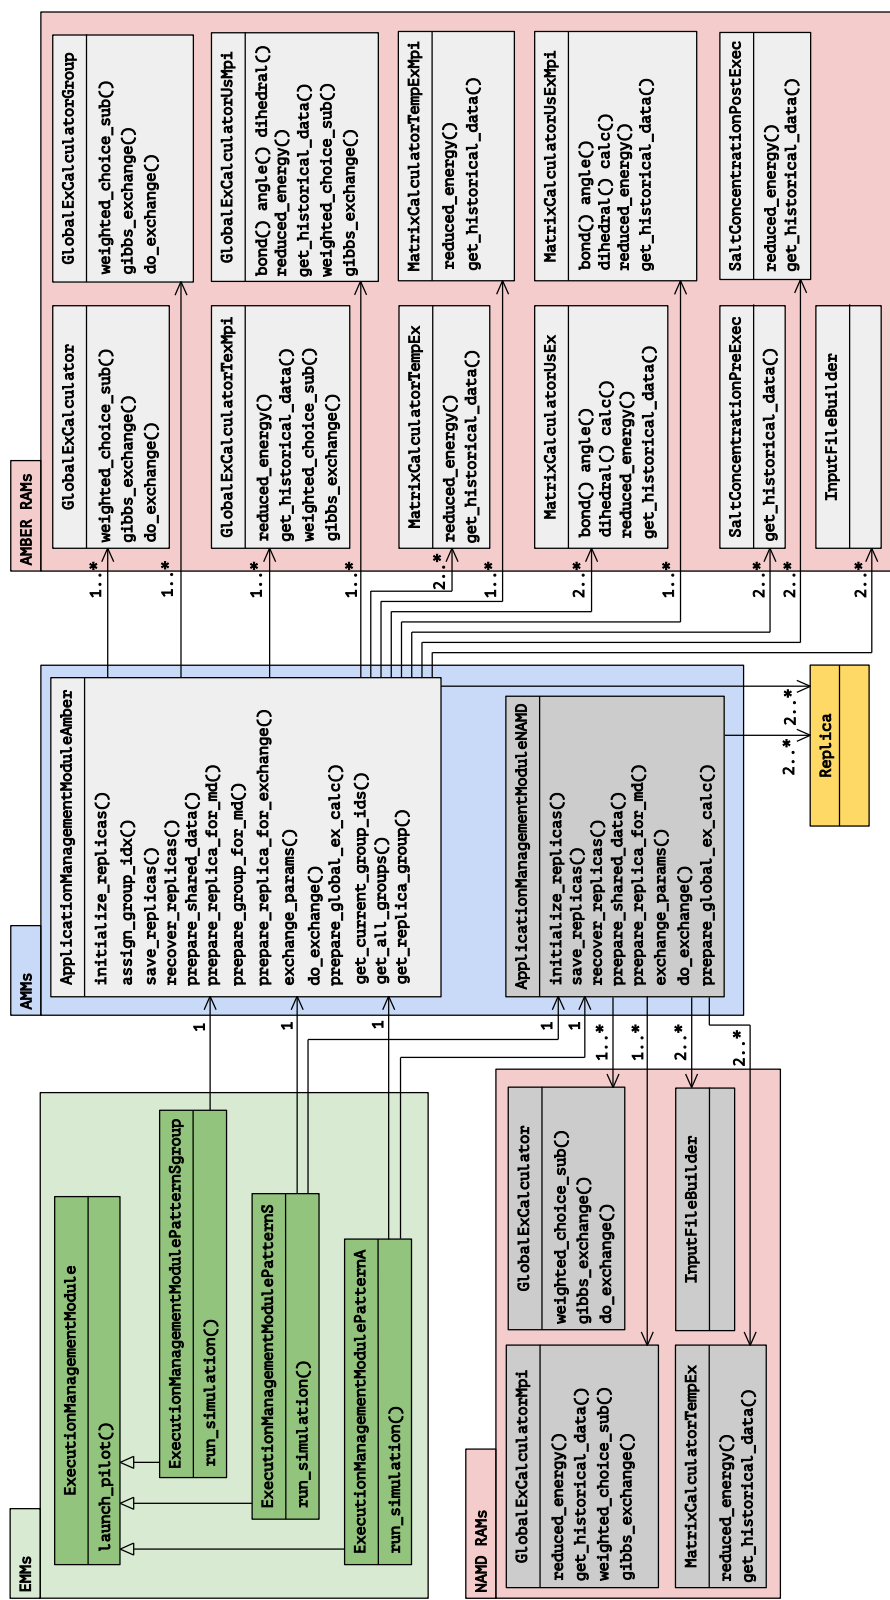 EMMs
ExecutionManagementModule
launch_pilot()
ExecutionManagementModulePatternSgroup
run_simulation()
ExecutionManagementModulePatternS
run_simulation()
ExecutionManagementModulePatternA
run_simulation()
1
1
1
1
1
AMMs
ApplicationManagementModuleAmber
initialize_replicas()
assign_group_idx()
save_replicas()
recover_replicas()
prepare_shared_data()
prepare_replica_for_md()
prepare_group_for_md()
prepare_replica_for_exchange()
exchange_params()
do_exchange()
prepare_global_ex_calc()
get_current_group_ids()
get_all_groups()
get_replica_group()
ApplicationManagementModuleNAMD
initialize_replicas()
save_replicas()
recover_replicas()
prepare_shared_data()
prepare_replica_for_md()
exchange_params()
do_exchange()
prepare_global_ex_calc()
NAMD RAMs
GlobalExCalculatorMpi
reduced_energy()
get_historical_data()
weighted_choice_sub()
gibbs_exchange()
GlobalExCalculator
weighted_choice_sub()
gibbs_exchange()
do_exchange()
MatrixCalculatorTempEx
reduced_energy()
get_historical_data()
InputFileBuilder
1..*
1..*
2..*
2..*
Replica
2..*
2..*
AMBER RAMs
GlobalExCalculator
weighted_choice_sub()
gibbs_exchange()
do_exchange()
GlobalExCalculatorGroup
weighted_choice_sub()
gibbs_exchange()
do_exchange()
GlobalExCalculatorTexMpi
reduced_energy()
get_historical_data()
weighted_choice_sub()
gibbs_exchange()
GlobalExCalculatorUsMpi
bond() angle() dihedral()
reduced_energy()
get_historical_data()
weighted_choice_sub()
gibbs_exchange()
MatrixCalculatorTempEx
reduced_energy()
get_historical_data()
MatrixCalculatorTempExMpi
reduced_energy()
get_historical_data()
MatrixCalculatorUsEx
bond() angle()
dihedral() calc()
reduced_energy()
get_historical_data()
MatrixCalculatorUsExMpi
bond() angle()
dihedral() calc()
reduced_energy()
get_historical_data()
SaltConcentrationPreExec
get_historical_data()
SaltConcentrationPostExec
reduced_energy()
get_historical_data()
InputFileBuilder
1..*
1..*
1..*
1..*
2..*
1..*
2..*
1..*
2..*
2..*
2..*